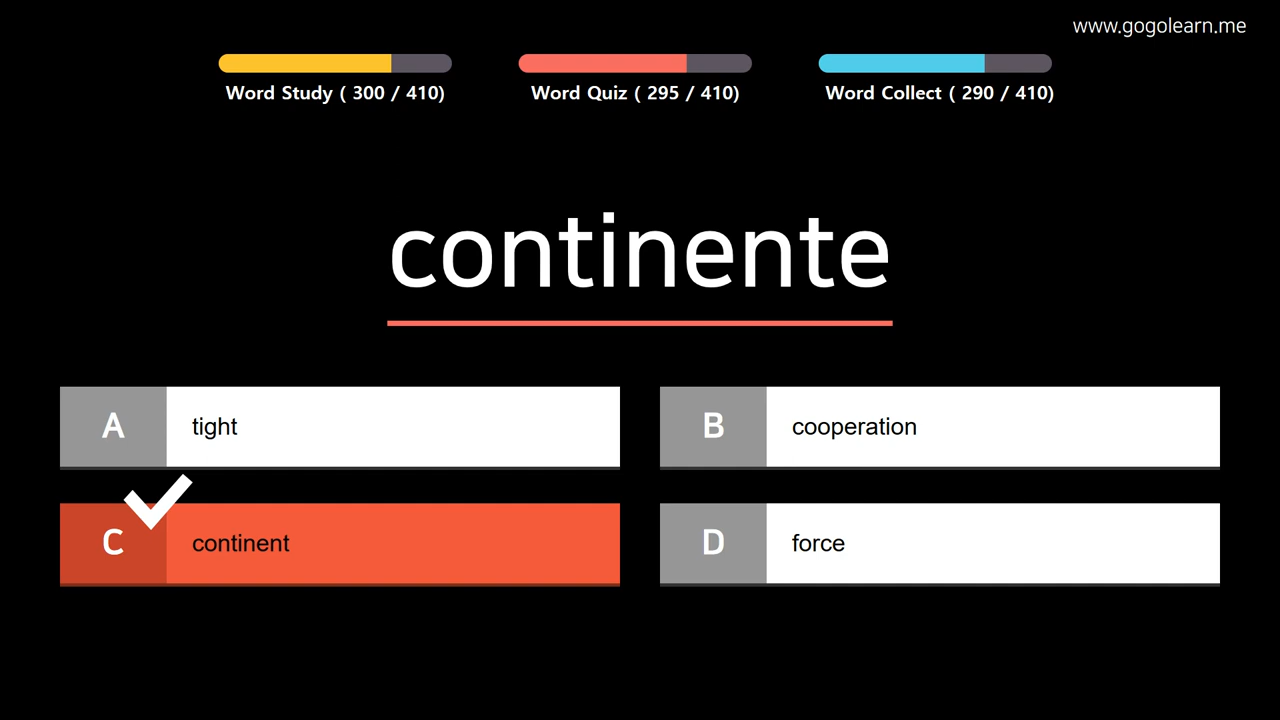 www.gogolearn.me
Word Study ( 300 / 410)
Word Quiz ( 295 / 410)
Word Collect ( 290 / 410)
continente
A tight
B cooperation
C continent
D force